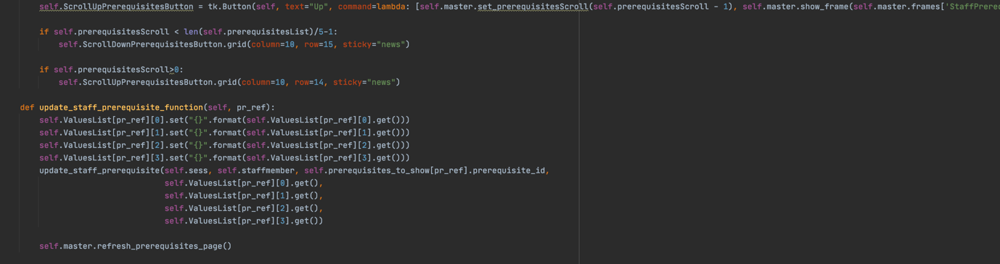 self.ScrollUpPrerequisitesButton = tk.Button(self, text="Up", command=lambda: [self.master.set_prerequisitesScroll(self.prerequisitesScroll - 1), self.master.show_frame(self.master.frames['StaffPrere
if self.prerequisitesScroll < len(self.prerequisitesList)/5-1:
self.ScrollDownPrerequisitesButton.grid(column=10, row=15, sticky="news")
if self.prerequisitesScroll>0:
self.ScrollUpPrerequisitesButton.grid(column=10, row=14, sticky="news")
def update_staff_prerequisite_function(self, pr_ref):
self.ValuesList[pr_ref][0].set("{}".format(self.ValuesList[pr_ref][0].get()))
self.ValuesList[pr_ref][1].set("{}".format(self.ValuesList[pr_ref][1].get()))
self.ValuesList[pr_ref][2].set("{}".format(self.ValuesList[pr_ref][2].get()))
self.ValuesList[pr_ref][3].set("{}".format(self.ValuesList[pr_ref][3].get()))
update_staff_prerequisite(self.sess, self.staffmember, self.prerequisites_to_show[pr_ref].prerequisite_id,
self.ValuesList[pr_ref][0].get(),
self.ValuesList[pr_ref][1].get(),
self.ValuesList[pr_ref][2].get(),
self.ValuesList[pr_ref][3].get())
self.master.refresh_prerequisites_page()